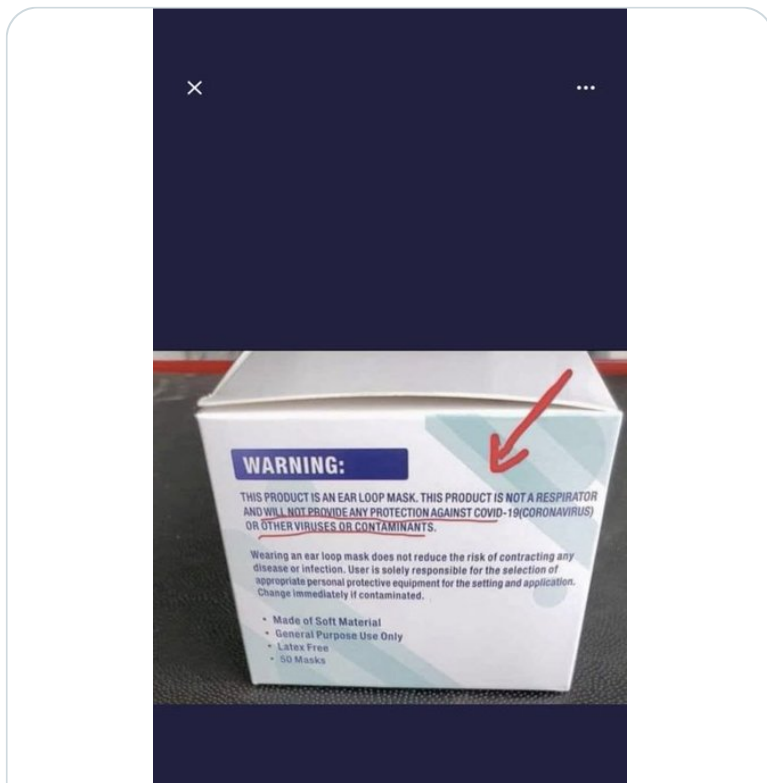 WARNING:
THIS PRODUCT IS AN EAR LOOP MASK. THIS PRODUCT IS NOT A RESPIRATOR
AND WILL NOT PROVIDE ANY PROTECTION AGAINST COVID-19(CORONAVIRUS)
OR OTHER VIRUSES OR CONTAMINANTS.
Wearing an ear loop mask does not reduce the risk of contracting any
disease or infection. User is solely responsible for the selection of
appropriate personal protective equipment for the setting and application.
Change immediately if contaminated.
• Made of Soft Material
• General Purpose Use Only
• Latex Free
• 50 Masks